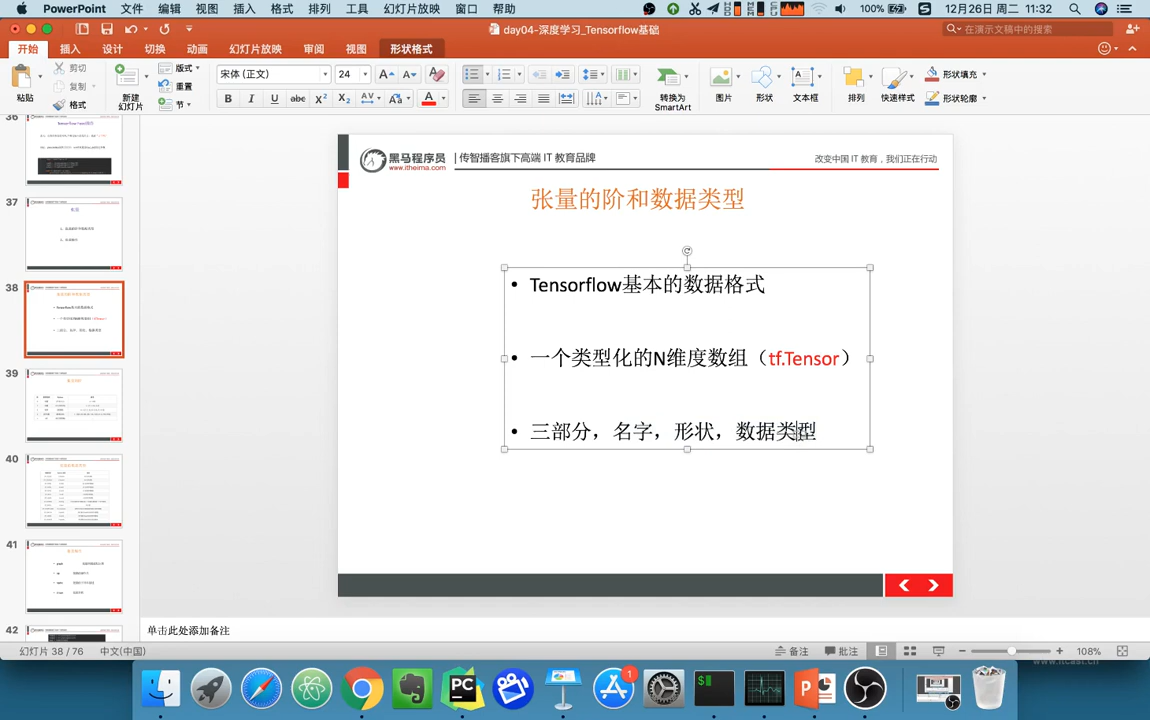 PowerPoint 文件 编辑 视图 插入 格式 工具 排列 幻灯片放映 窗口 帮助 100% 12月26日 周二 11:32
day04-深度学习_Tensorflow基础
在演示文稿中的搜索
开始 插入 设计 切换 动画 幻灯片放映 审阅 视图 形状格式
粘贴 剪切 复制 格式
新建 幻灯片 版式 重置 节
宋体 (正文) 24
转换为 SmartArt 图片 形状 文本框 排列 快速样式 形状填充 形状轮廓
36
37
38
39
40
41
42
黑马程序员 | 传智播客旗下高端 IT 教育品牌
www.itheima.com
改变中国 IT 教育，我们正在行动
张量的阶和数据类型
• Tensorflow基本的数据格式
• 一个类型化的N维度数组（tf.Tensor）
• 三部分，名字，形状，数据类型
单击此处添加备注
幻灯片 38 / 76 中文(中国) 备注 批注 108%
www.itcast.cn